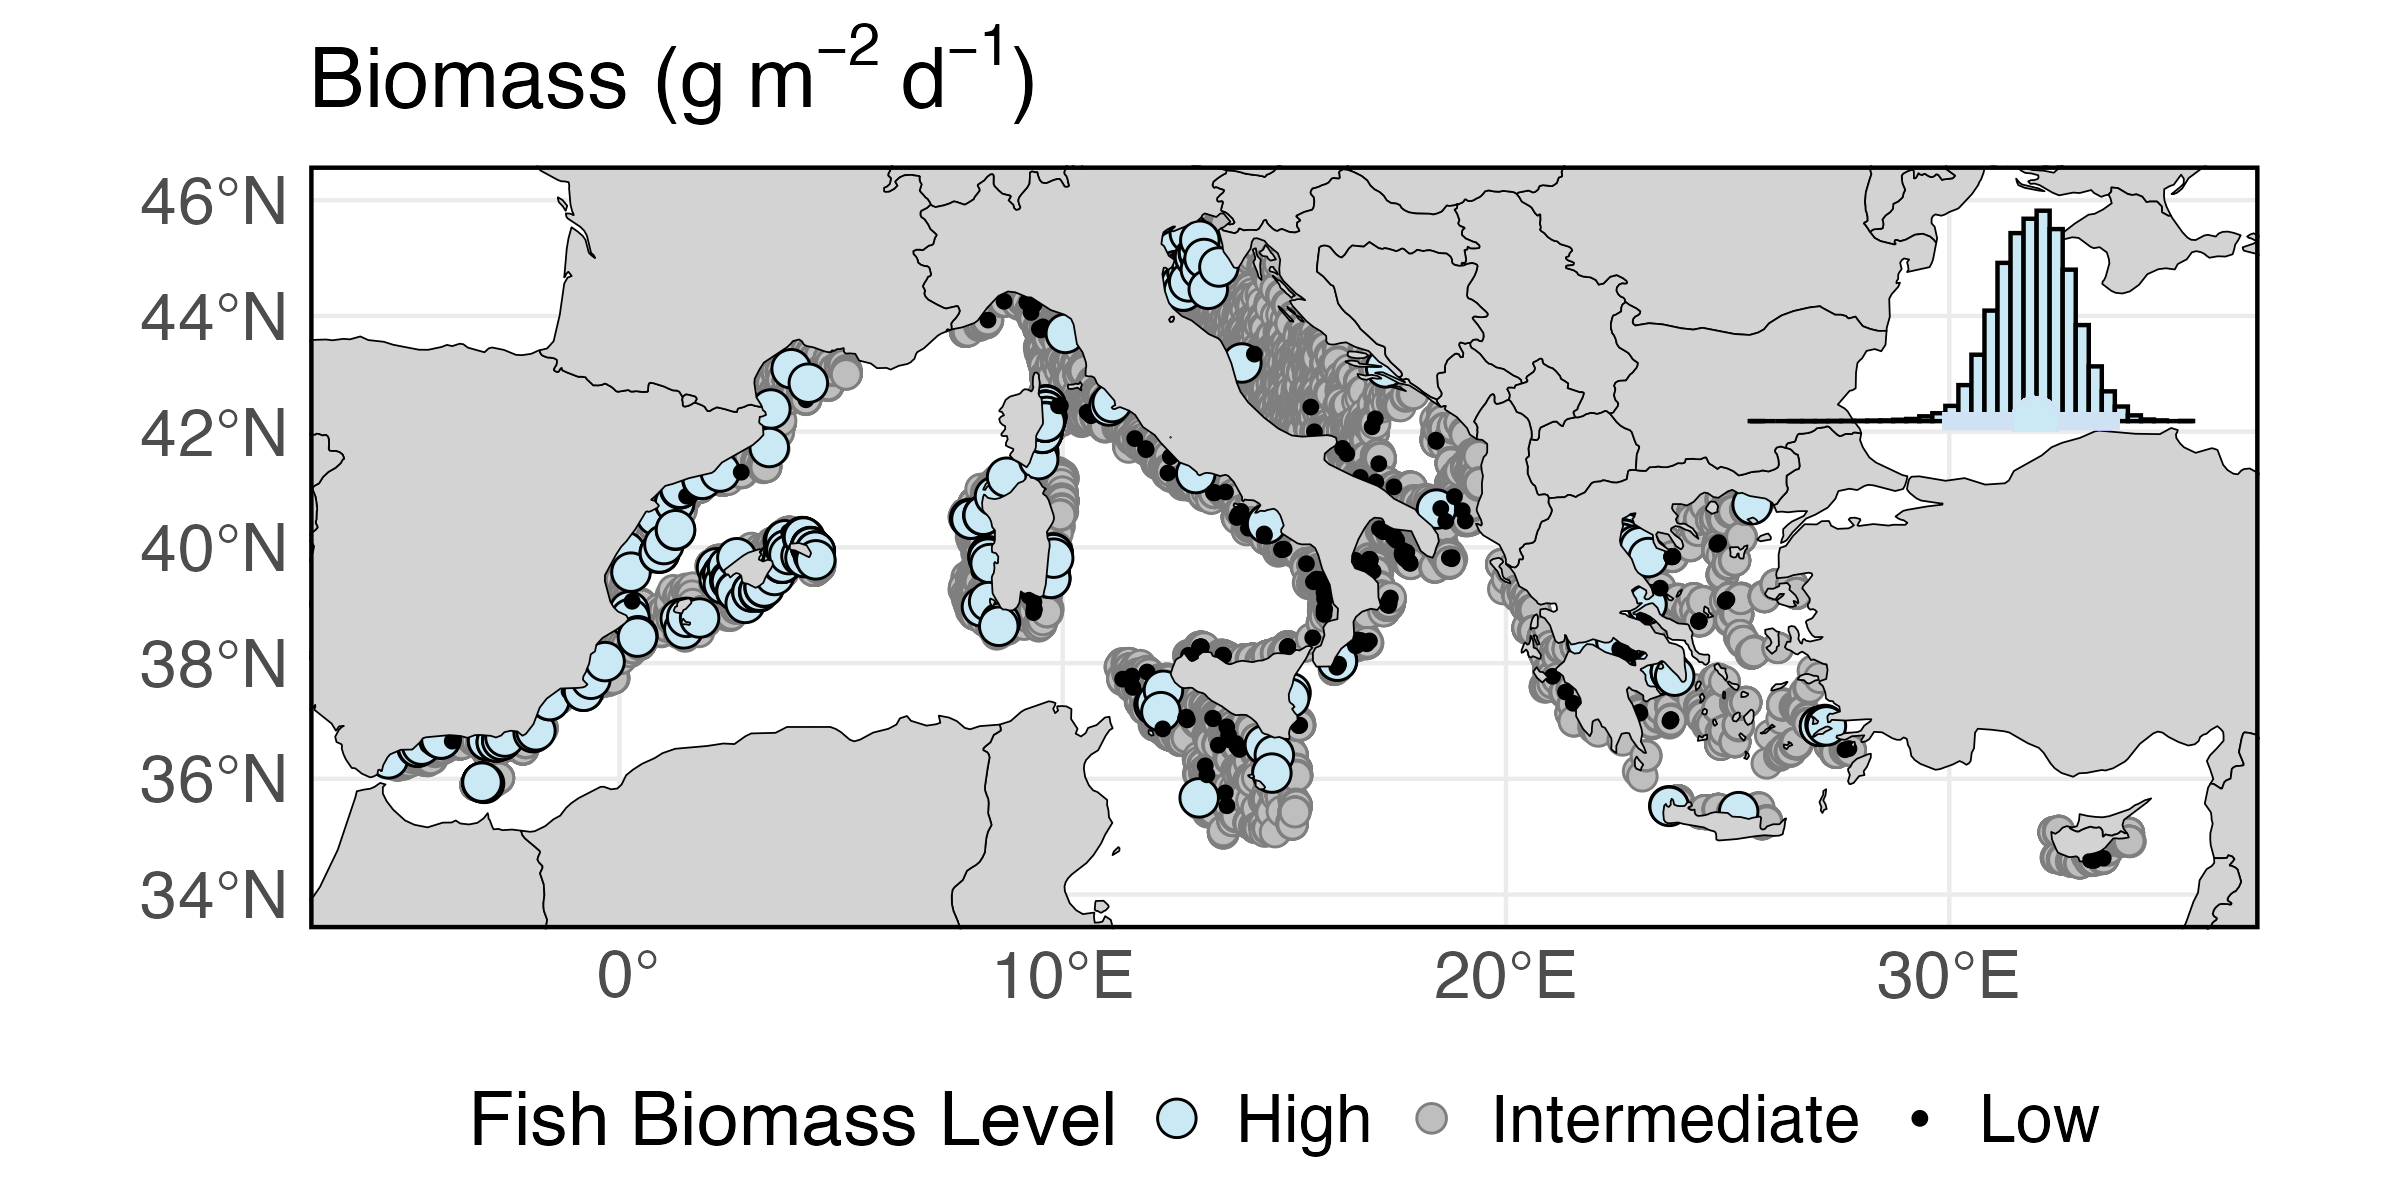 Biomass (g m⁻² d⁻¹)
46°N
44°N
42°N
40°N
38°N
36°N
34°N
0° 10°E 20°E 30°E
Fish Biomass Level High Intermediate Low